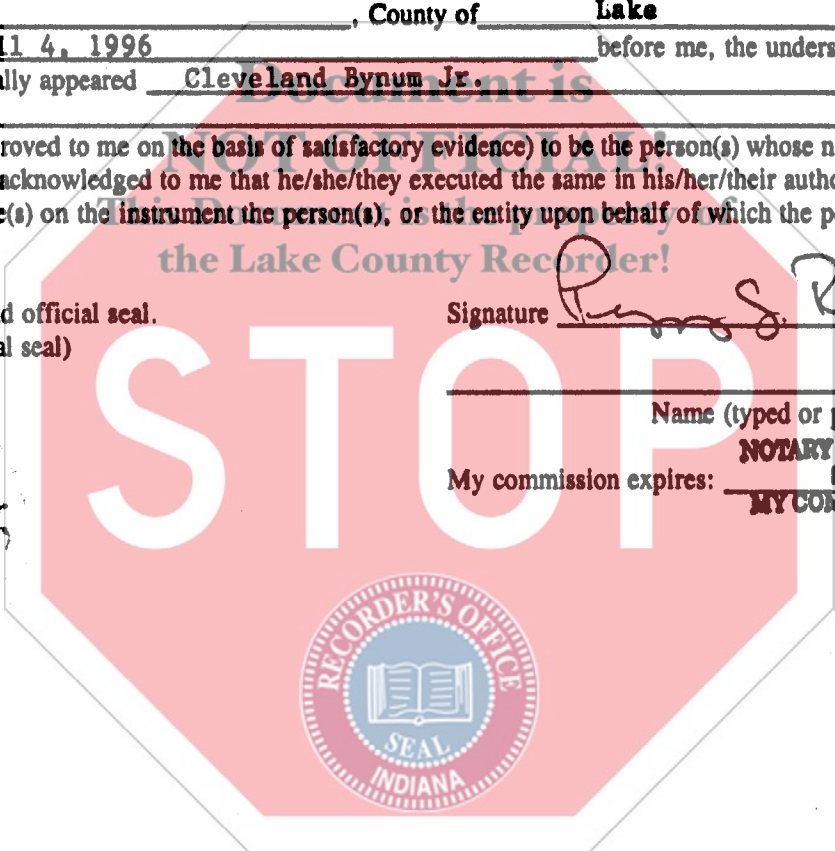 , County of Lake
il 4, 1996 before me, the unders
lly appeared Cleveland Bynum Jr.
Document is
roved to me on the basis of satisfactory evidence) to be the person(s) whose n
NOT OFFICIAL!
acknowledged to me that he/she/they executed the same in his/her/their autho
e(s) on the instrument the person(s), or the entity upon behalf of which the p
This Document is the property of
the Lake County Recorder!
d official seal. Signature
al seal)
STOP
Name (typed or p
NOTARY
My commission expires:
MY COM
RECORDER'S OFFICE
SEAL
INDIANA